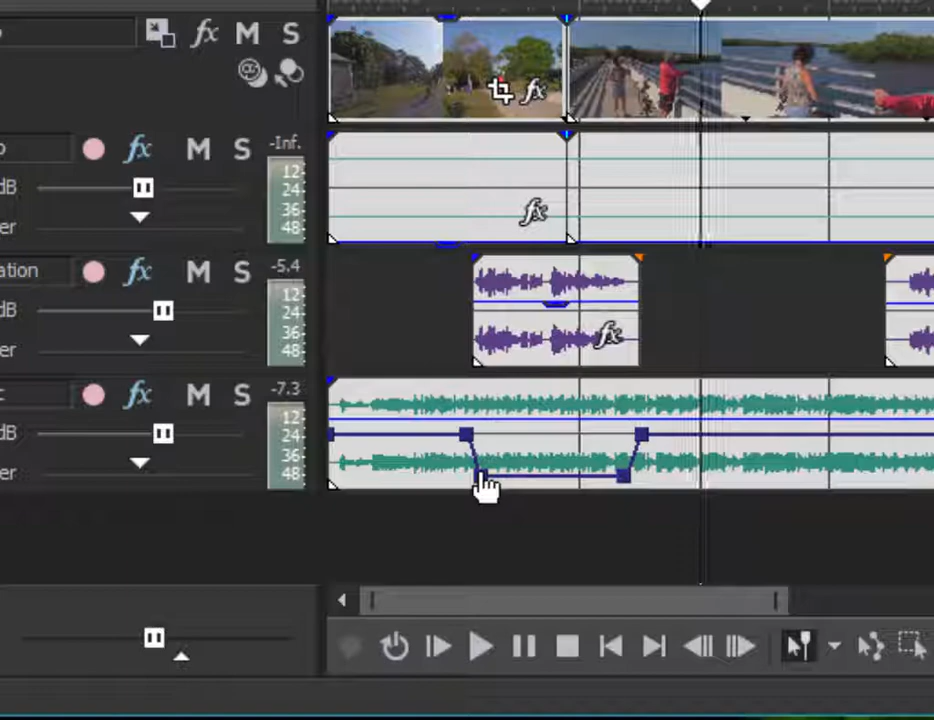 fx M S
fx
o fx M S -Inf.
dB 12
24
er 36
48
fx
ation fx M S -5.4
dB 12
24
er 36
48
fx
c fx M S -7.3
dB 12
24
er 36
48